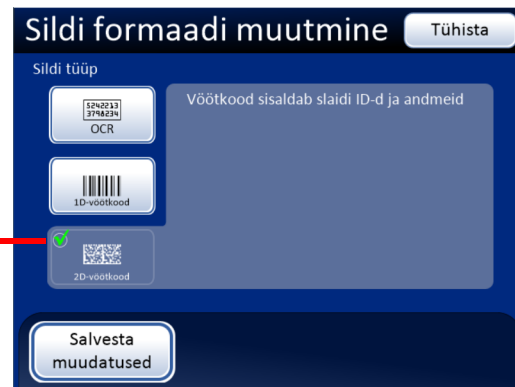 Sildi formaadi muutmine
Tühista
Sildi tüüp
5242213
3798234
OCR
Vöötkood sisaldab slaidi ID-d ja andmeid
1D-vöötkood
2D-vöötkood
Salvesta
muudatused